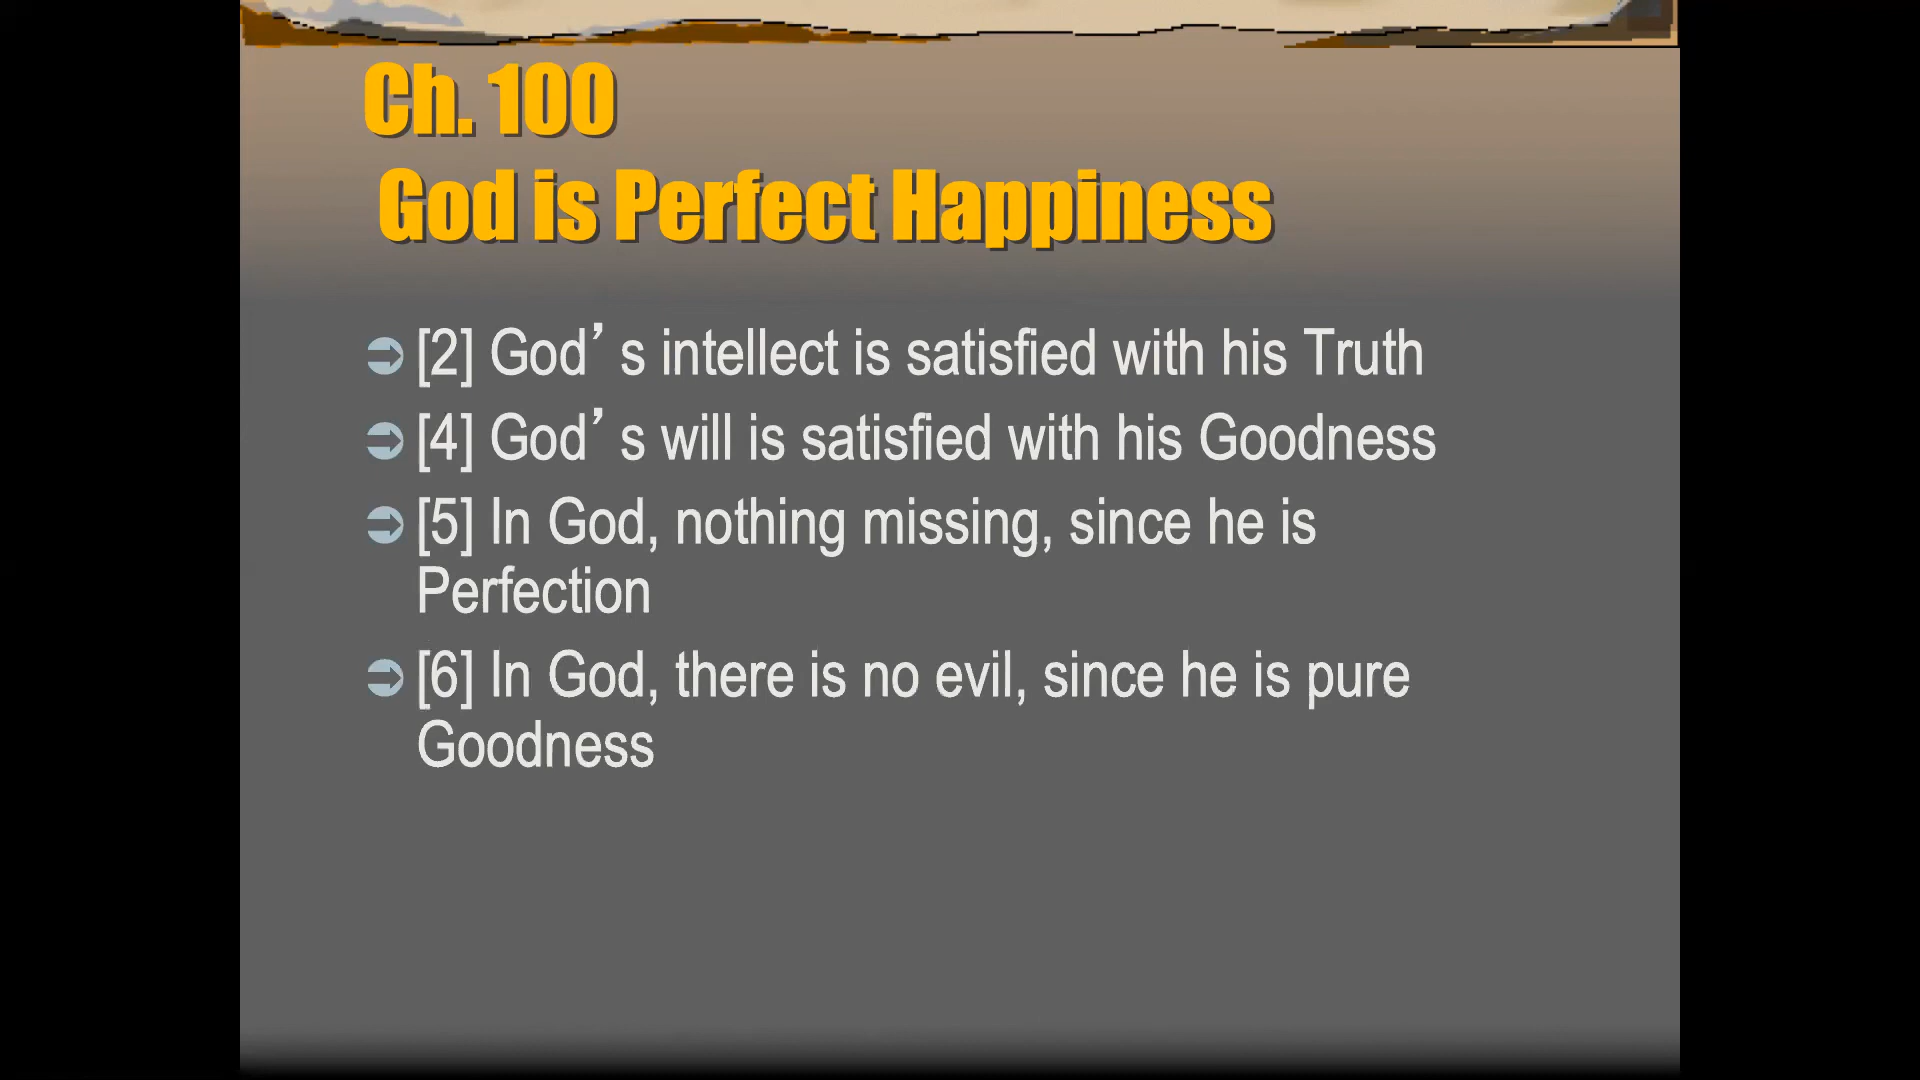 Ch. 100
God is Perfect Happiness
[2] God’s intellect is satisfied with his Truth
[4] God’s will is satisfied with his Goodness
[5] In God, nothing missing, since he is
Perfection
[6] In God, there is no evil, since he is pure
Goodness